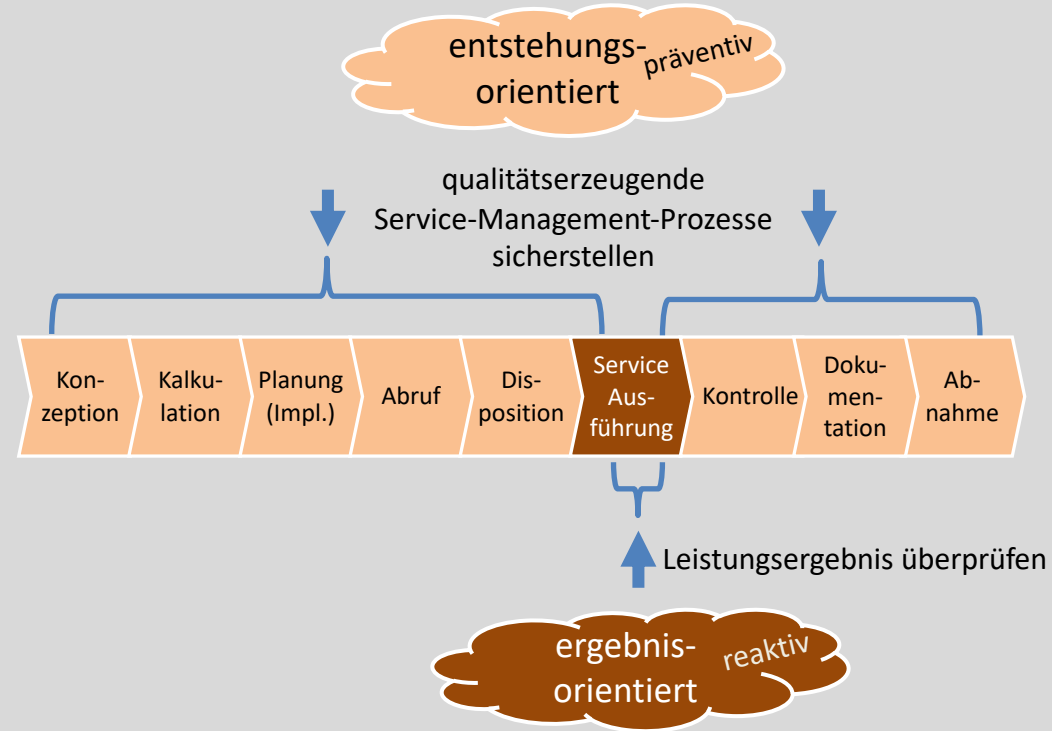 entstehungs-
orientiert
präventiv
qualitätserzeugende
Service-Management-Prozesse
sicherstellen
Kon-
zeption
Kalku-
lation
Planung
(Impl.)
Abruf
Dis-
position
Service
Aus-
führung
Kontrolle
Doku-
men-
tation
Ab-
nahme
Leistungsergebnis überprüfen
ergebnis-
orientiert
reaktiv